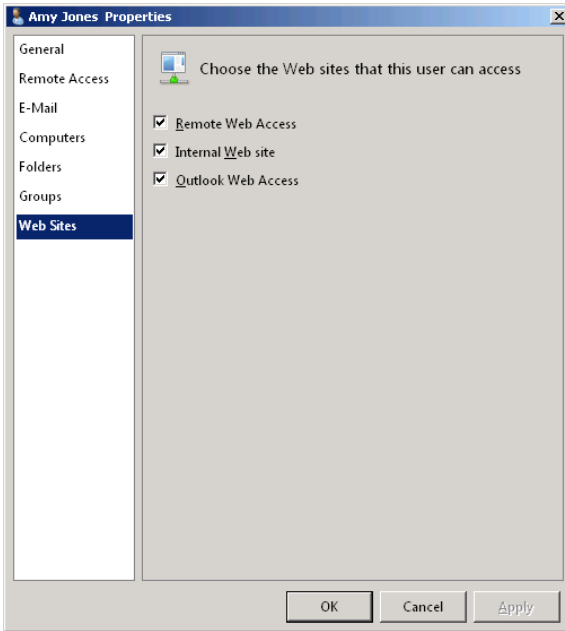 Amy Jones Properties
General
Remote Access
E-Mail
Computers
Folders
Groups
Web Sites
Choose the Web sites that this user can access
Remote Web Access
Internal Web site
Outlook Web Access
OK
Cancel
Apply